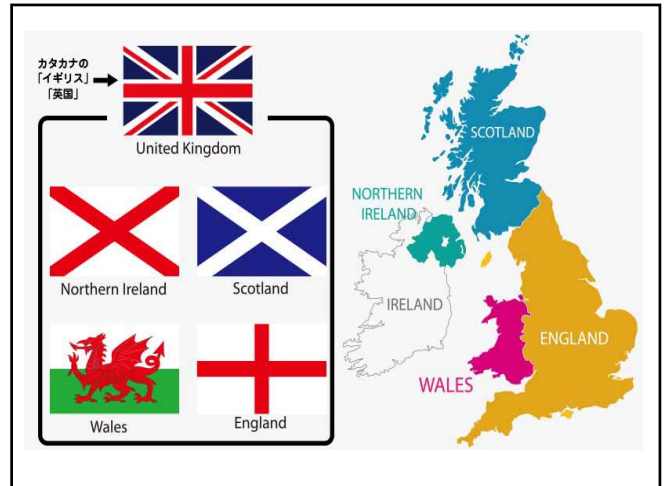 カタカナの
「イギリス」
「英国」
United Kingdom
Northern Ireland
Scotland
Wales
England
SCOTLAND
NORTHERN
IRELAND
IRELAND
ENGLAND
WALES